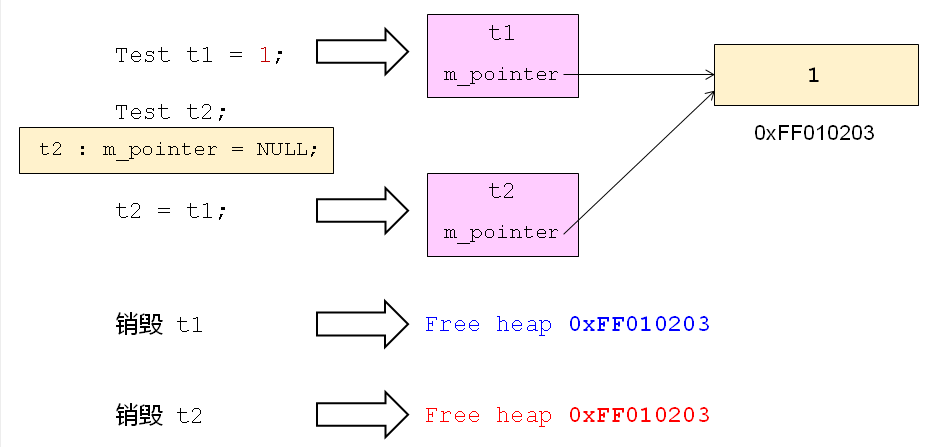 Test t1 = 1;
t1
m_pointer
1
0xFF010203
Test t2;
t2 : m_pointer = NULL;
t2 = t1;
t2
m_pointer
销毁 t1
Free heap 0xFF010203
销毁 t2
Free heap 0xFF010203